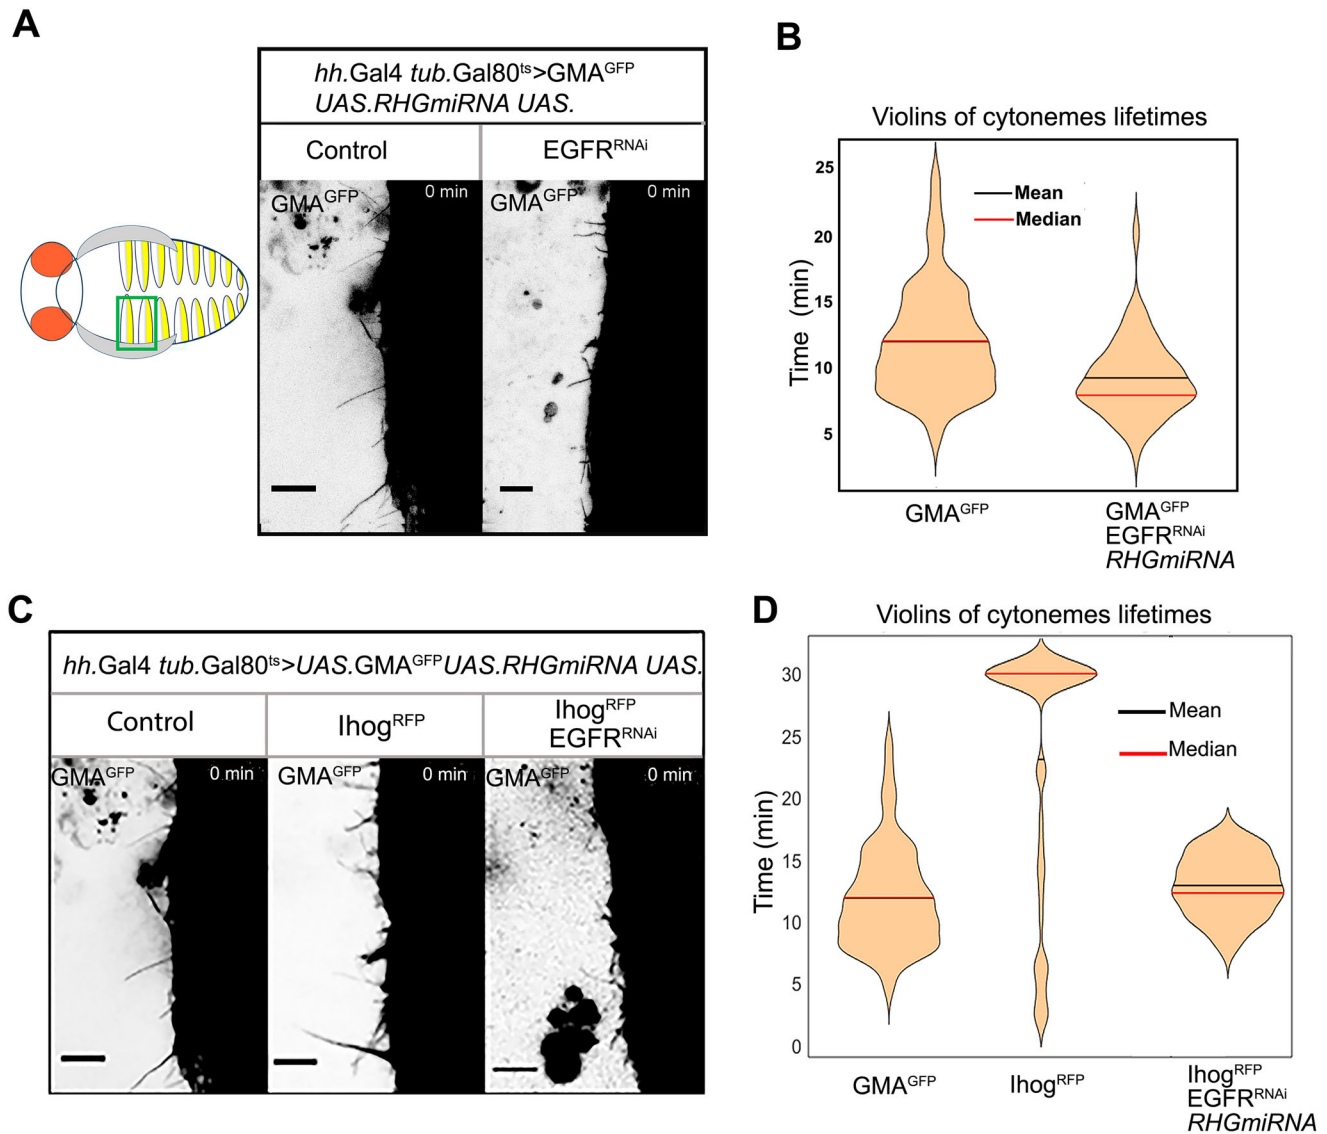 A
hh.Gal4 tub.Gal80ts>GMAGFP
UAS.RHGmiRNA UAS.
Control
EGFRRNAi
GMAGFP
0 min
GMAGFP
0 min
B
Violins of cytonemes lifetimes
Mean
Median
Time (min)
25
20
15
10
5
GMAGFP
GMAGFP
EGFRRNAi
RHGmiRNA
C
hh.Gal4 tub.Gal80ts>UAS.GMAGFPUAS.RHGmiRNA UAS.
Control
IhogRFP
IhogRFP
EGFRRNAi
GMAGFP
0 min
GMAGFP
0 min
GMAGFP
0 min
D
Violins of cytonemes lifetimes
Mean
Median
Time (min)
30
25
20
15
10
5
0
GMAGFP
IhogRFP
IhogRFP
EGFRRNAi
RHGmiRNA